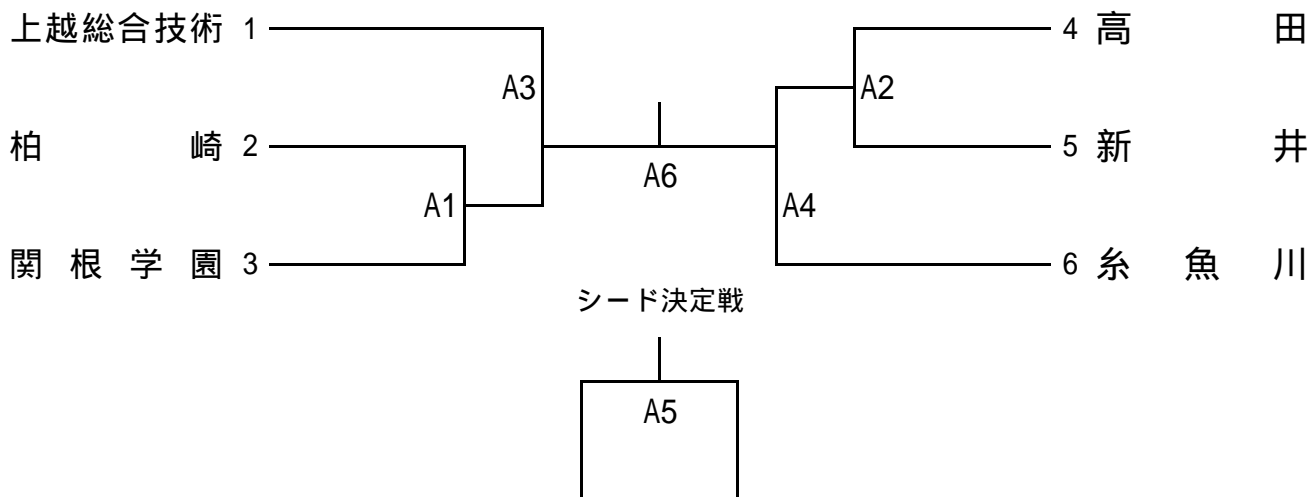 上越総合技術 1
4 高田
A3
A2
柏崎 2
5 新井
A6
A1
A4
関根学園 3
6 糸魚川
シード決定戦
A5